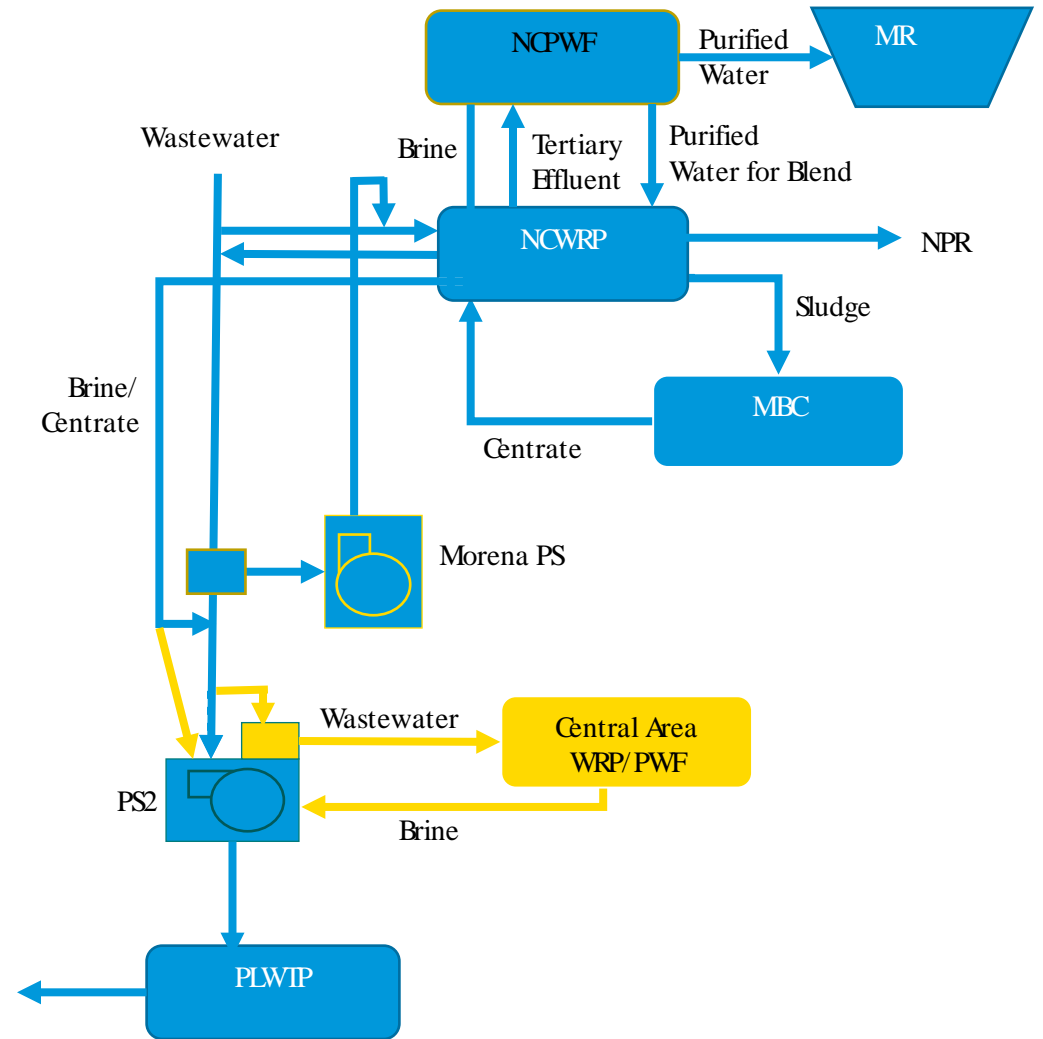 NCPWF
Purified
Water
MR
Wastewater
Brine
Tertiary
Effluent
Purified
Water for Blend
NCWRP
NPR
Sludge
Brine/
Centrate
MBC
Centrate
Morena PS
Wastewater
Central Area
WRP/PWF
PS2
Brine
PLWTP